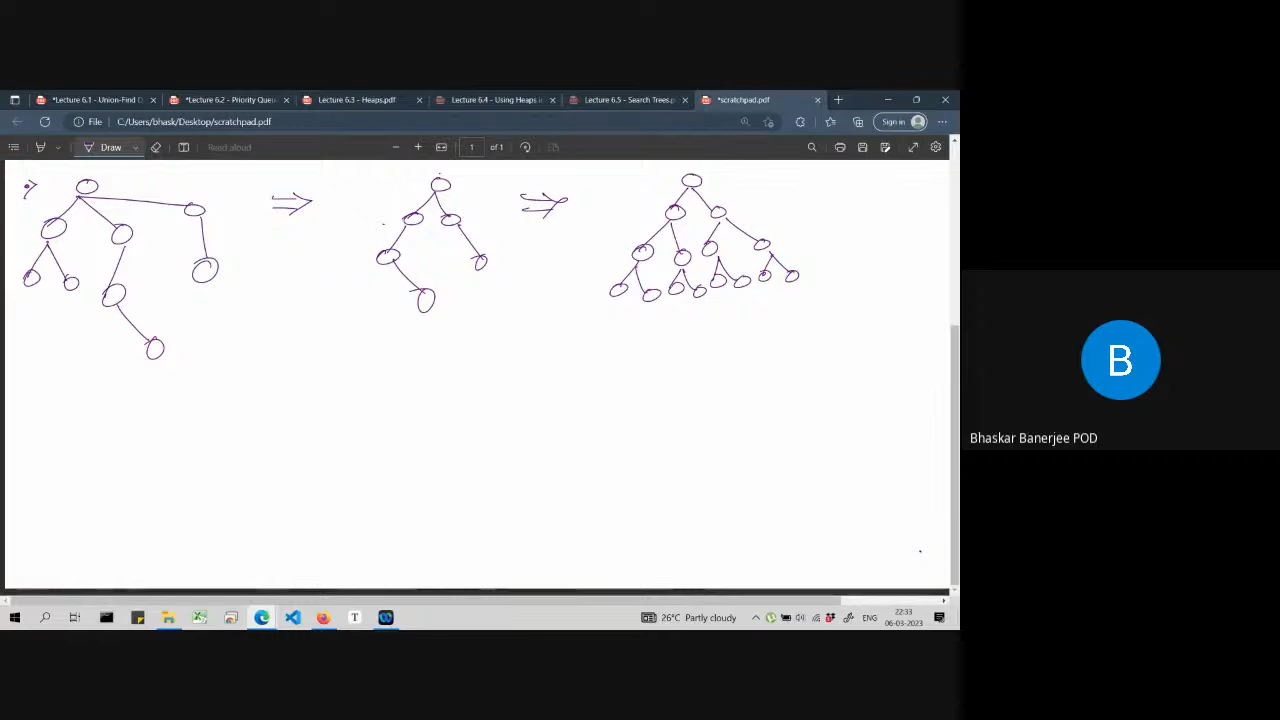 *Lecture 6.1 - Union-Find D
*Lecture 6.2 - Priority Queu
Lecture 6.3 - Heaps.pdf
Lecture 6.4 - Using Heaps i
Lecture 6.5 - Search Trees.p
*scratchpad.pdf
File C:/Users/bhask/Desktop/scratchpad.pdf
Sign in
Draw
Read aloud
1 of 1
B
Bhaskar Banerjee POD
T
26°C Partly cloudy
ENG
22:33
06-03-2023